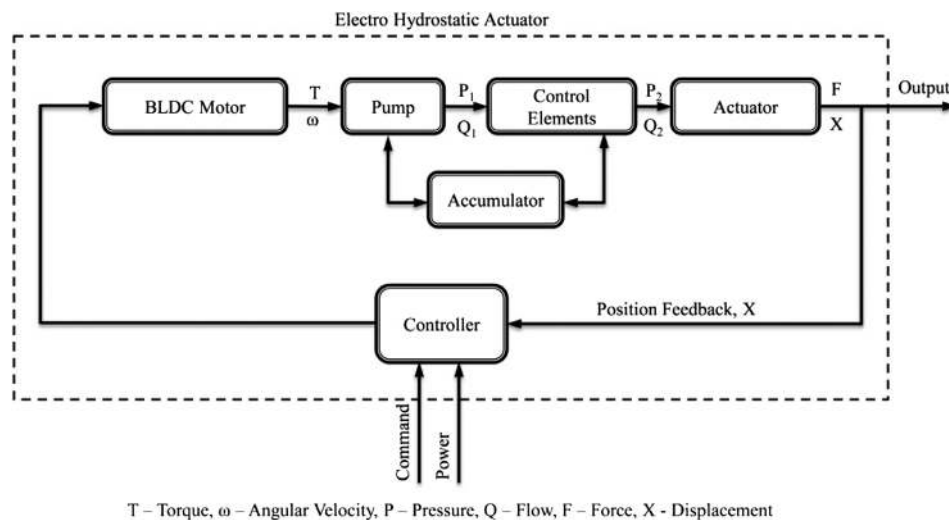 Electro Hydrostatic Actuator
BLDC Motor
T
ω
Pump
P₁
Q₁
Control
Elements
P₂
Q₂
Actuator
F
X
Output
Accumulator
Controller
Position Feedback, X
Command
Power
T – Torque, ω – Angular Velocity, P – Pressure, Q – Flow, F – Force, X - Displacement